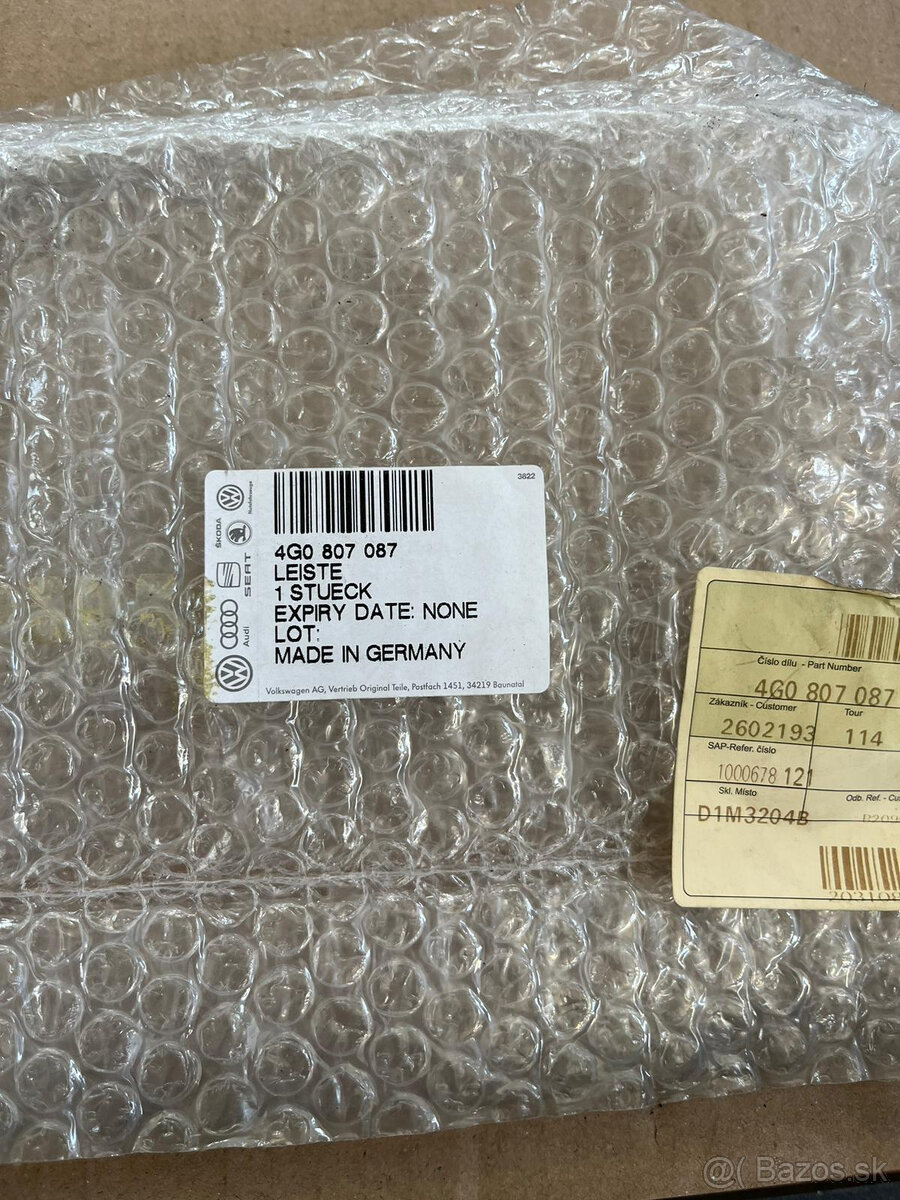 3822
4G0 807 087
LEISTE
1 STUECK
EXPIRY DATE: NONE
LOT:
MADE IN GERMANY
Volkswagen AG, Vertrieb Original Teile, Postfach 1451, 34219 Baunatal
Nutzfahrzeuge
ŠKODA
SEAT
Audi
Číslo dílu - Part Number
4G0 807 087
Zákazník - Customer
Tour
2602193
114
SAP-Refer. číslo
1000678 121
Skl. Místo
Odb. Ref. - Cu
D1M3204B
203108
@( Bazos.sk